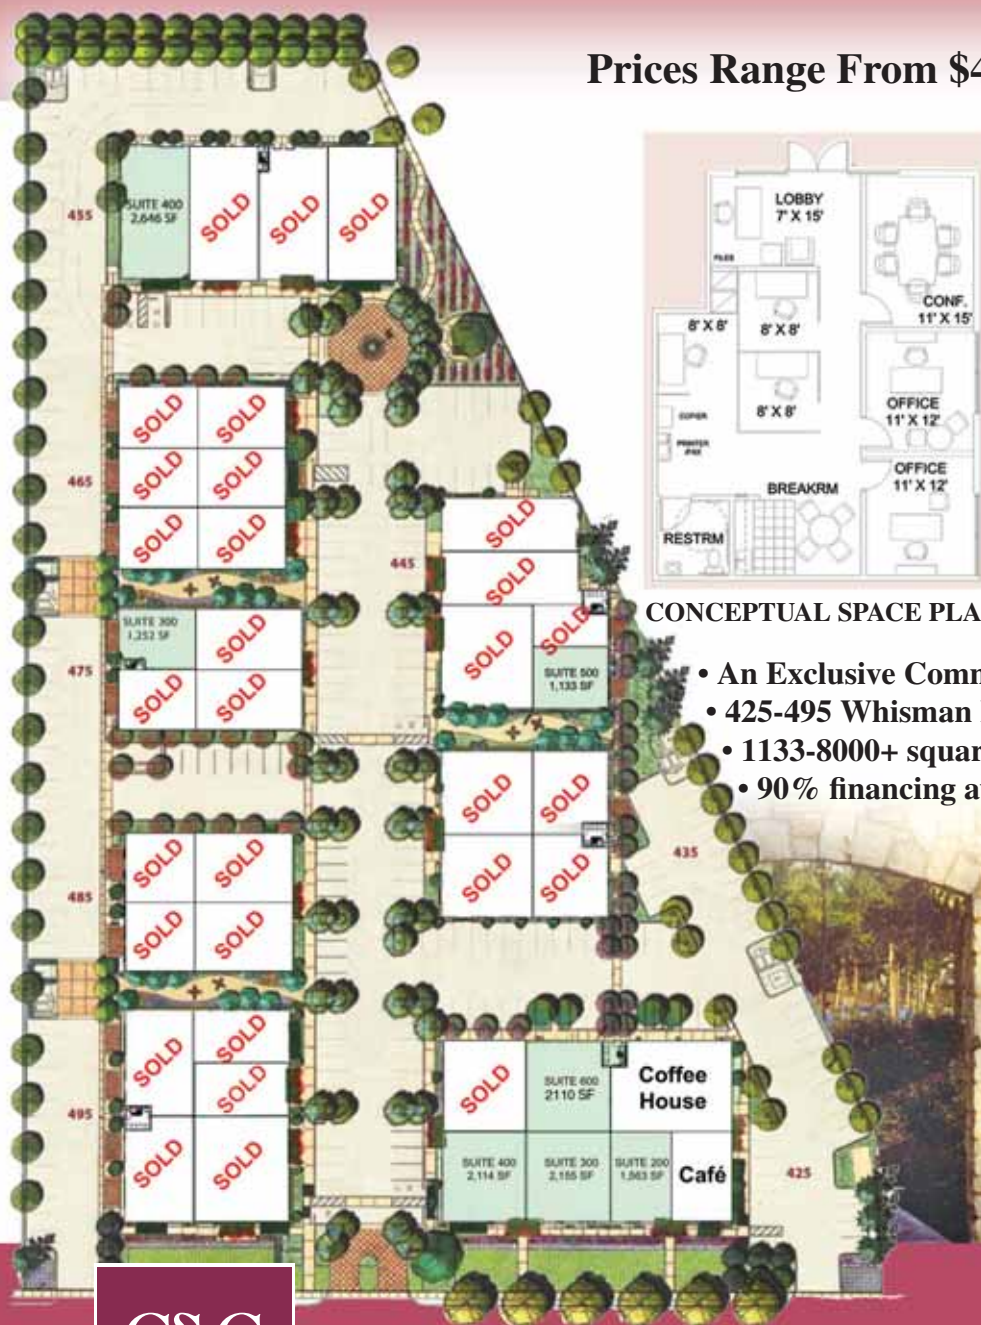 Prices Range From $4
455
SUITE 400
2,646 SF
SOLD
SOLD
SOLD
LOBBY
7' X 15'
FILES
CONF.
11' X 15'
8' X 8'
8' X 8'
8' X 8'
COPIER
PRINTER
/FAX
OFFICE
11' X 12'
OFFICE
11' X 12'
BREAKRM
RESTRM
CONCEPTUAL SPACE PLA
465
SOLD
SOLD
SOLD
SOLD
SOLD
SOLD
445
SOLD
SOLD
SOLD
SOLD
SUITE 500
1,133 SF
475
SUITE 300
1,252 SF
SOLD
SOLD
SOLD
• An Exclusive Comm
• 425-495 Whisman
• 1133-8000+ squar
• 90% financing a
SOLD
SOLD
SOLD
SOLD
435
485
SOLD
SOLD
SOLD
SOLD
495
SOLD
SOLD
SOLD
SOLD
SOLD
SOLD
SUITE 600
2110 SF
Coffee
House
SUITE 400
2,114 SF
SUITE 300
2,155 SF
SUITE 200
1,563 SF
Café
425